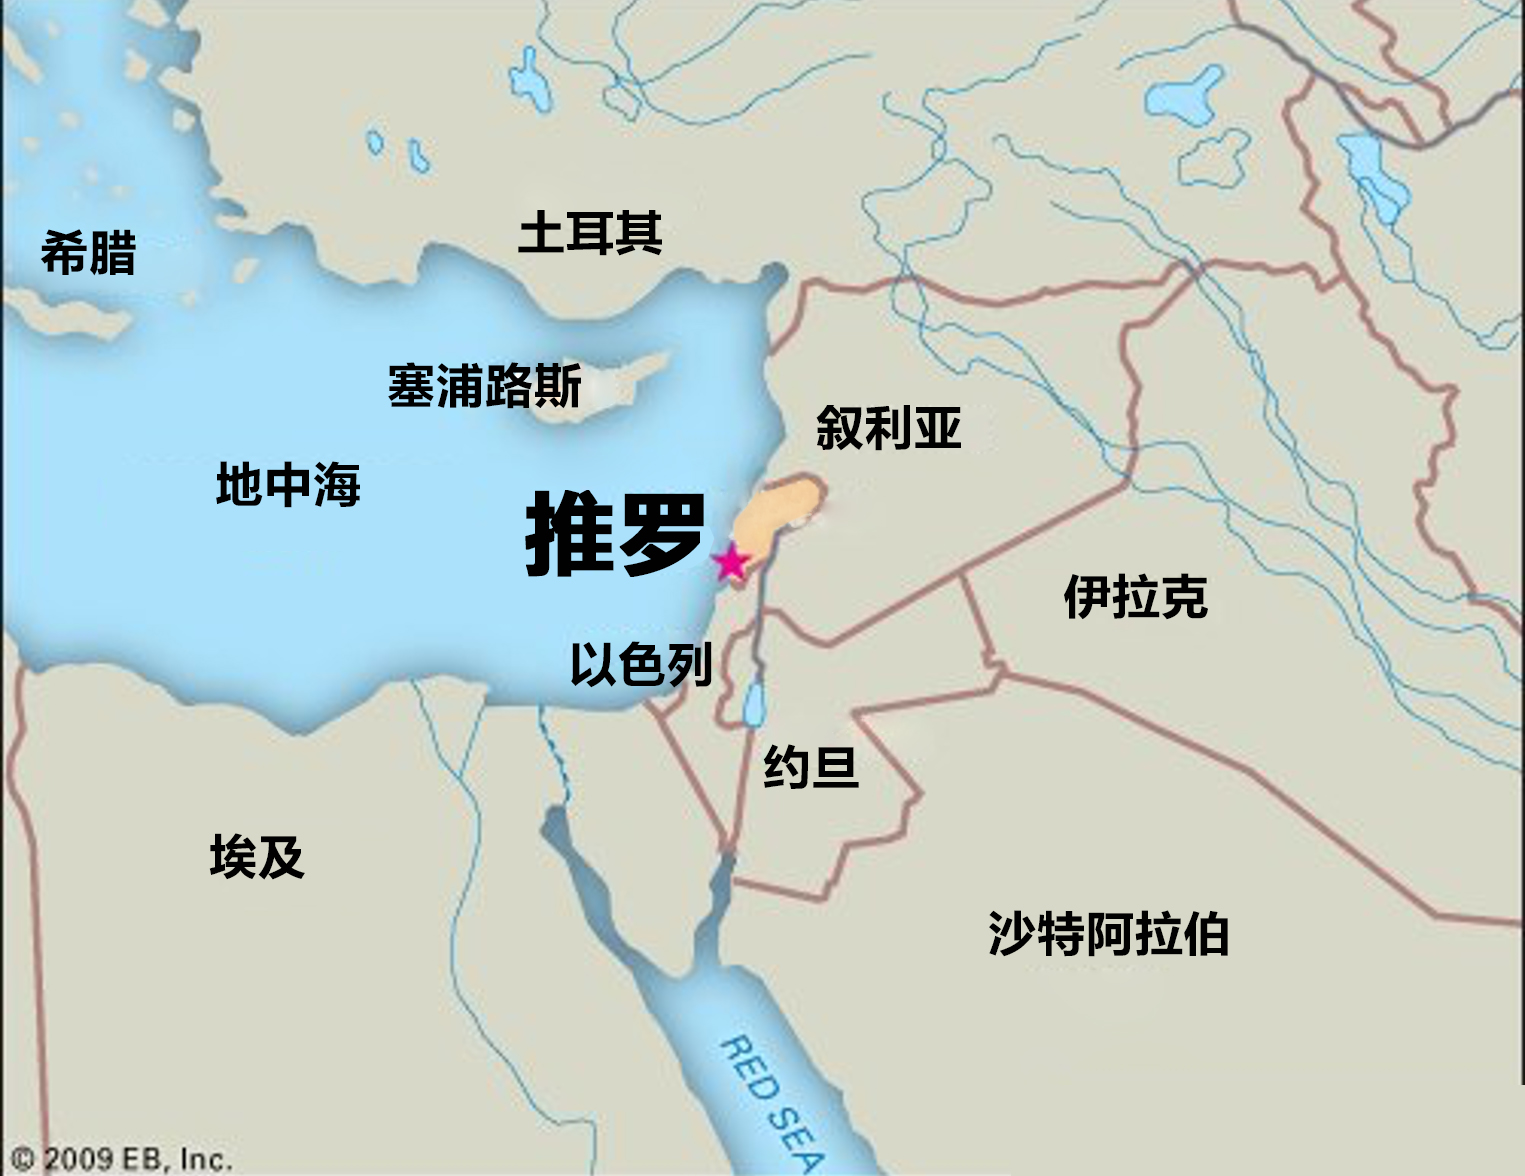 土耳其
希腊
塞浦路斯
叙利亚
地中海
推罗
伊拉克
以色列
约旦
埃及
沙特阿拉伯
RED SEA
© 2009 EB, Inc.